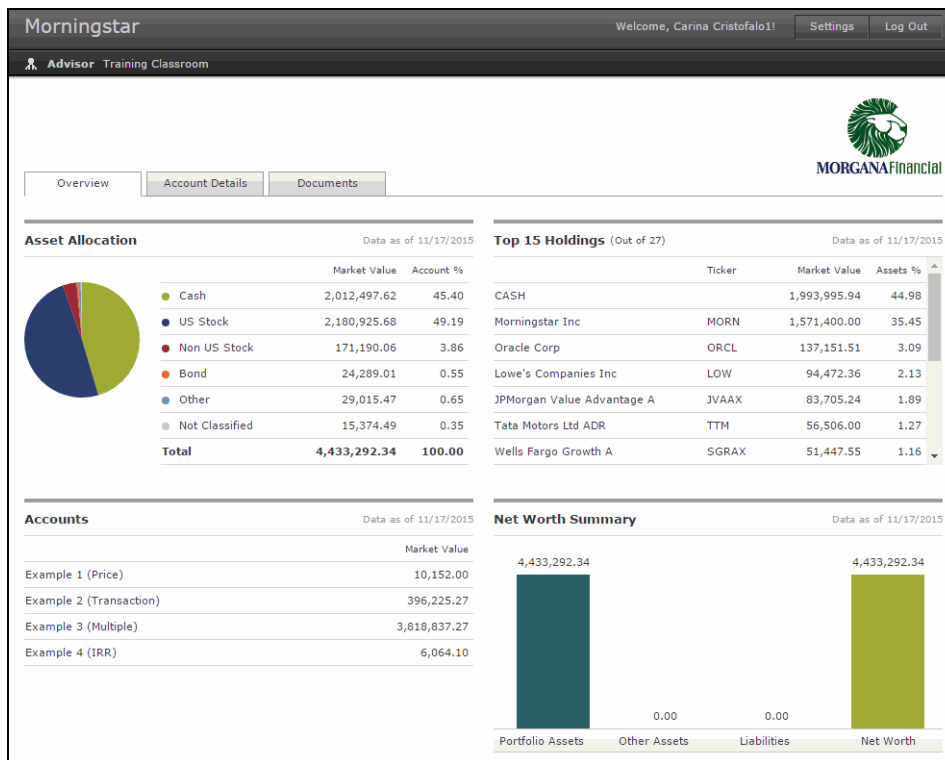 Morningstar Welcome, Carina Cristofalo1! Settings Log Out
Advisor Training Classroom
MORGANAFInancial
Overview Account Details Documents
Asset Allocation Data as of 11/17/2015
Market Value Account %
Cash 2,012,497.62 45.40
US Stock 2,180,925.68 49.19
Non US Stock 171,190.06 3.86
Bond 24,289.01 0.55
Other 29,015.47 0.65
Not Classified 15,374.49 0.35
Total 4,433,292.34 100.00
Top 15 Holdings (Out of 27) Data as of 11/17/2015
Ticker Market Value Assets %
CASH 1,993,995.94 44.98
Morningstar Inc MORN 1,571,400.00 35.45
Oracle Corp ORCL 137,151.51 3.09
Lowe's Companies Inc LOW 94,472.36 2.13
JPMorgan Value Advantage A JVAAX 83,705.24 1.89
Tata Motors Ltd ADR TTM 56,506.00 1.27
Wells Fargo Growth A SGRAX 51,447.55 1.16
Accounts Data as of 11/17/2015
Market Value
Example 1 (Price) 10,152.00
Example 2 (Transaction) 396,225.27
Example 3 (Multiple) 3,818,837.27
Example 4 (IRR) 6,064.10
Net Worth Summary Data as of 11/17/2015
4,433,292.34 4,433,292.34
0.00 0.00
Portfolio Assets Other Assets Liabilities Net Worth